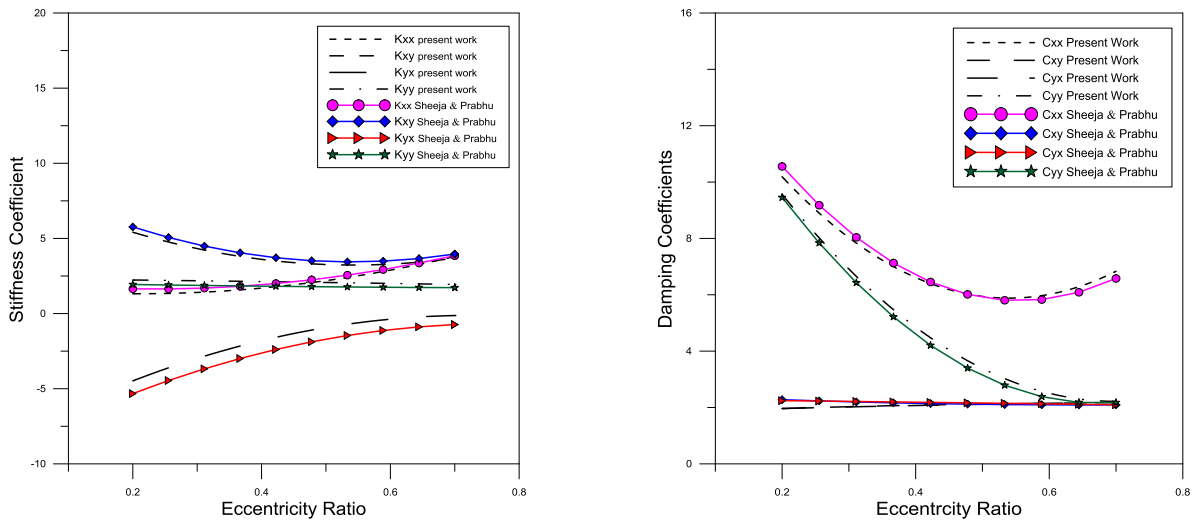 20
15
10
5
0
-5
-10
0.2
0.4
0.6
0.8
Stiffness Coefficient
Eccentricity Ratio
Kxx present work
Kxy present work
Kyx present work
Kyy present work
Kxx Sheeja & Prabhu
Kxy Sheeja & Prabhu
Kyx Sheeja & Prabhu
Kyy Sheeja & Prabhu
16
12
8
4
0
0.2
0.4
0.6
0.8
Damping Coefficients
Eccentrcity Ratio
Cxx Present Work
Cxy Present Work
Cyx Present Work
Cyy Present Work
Cxx Sheeja & Prabhu
Cxy Sheeja & Prabhu
Cyx Sheeja & Prabhu
Cyy Sheeja & Prabhu